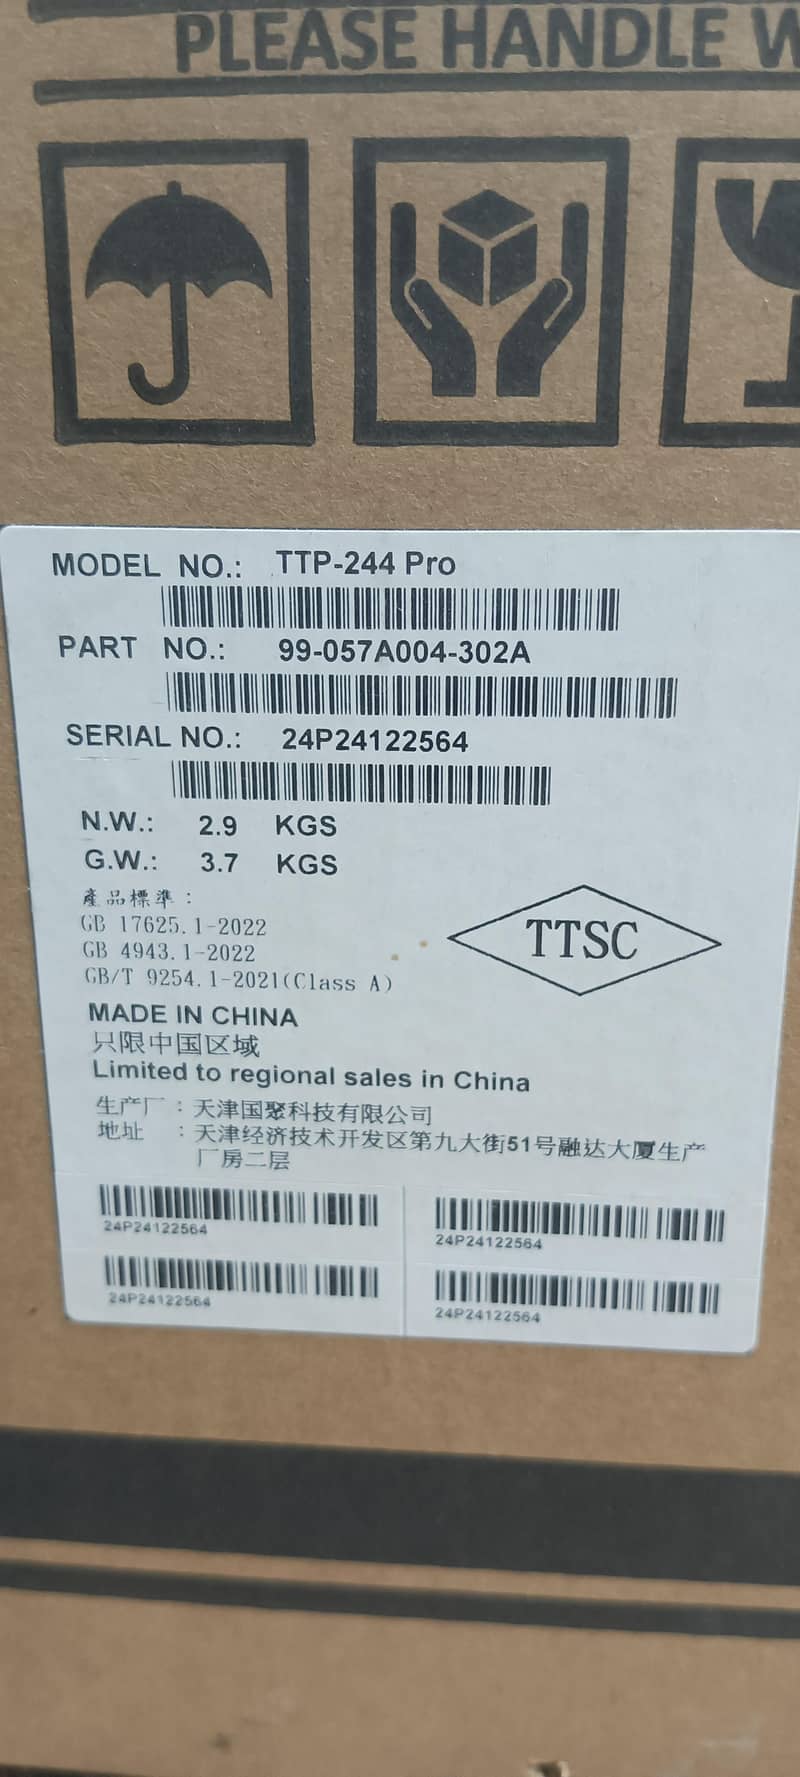 PLEASE HANDLE W
MODEL NO.: TTP-244 Pro
PART NO.: 99-057A004-302A
SERIAL NO.: 24P24122564
N.W.: 2.9 KGS
G.W.: 3.7 KGS
產品標準：
GB 17625.1-2022
GB 4943.1-2022
GB/T 9254.1-2021(Class A)
TTSC
MADE IN CHINA
只限中国区域
Limited to regional sales in China
生产厂：天津国聚科技有限公司
地址：天津经济技术开发区第九大街51号融达大厦生产
厂房二层
24P24122564 24P24122564
24P24122564 24P24122564